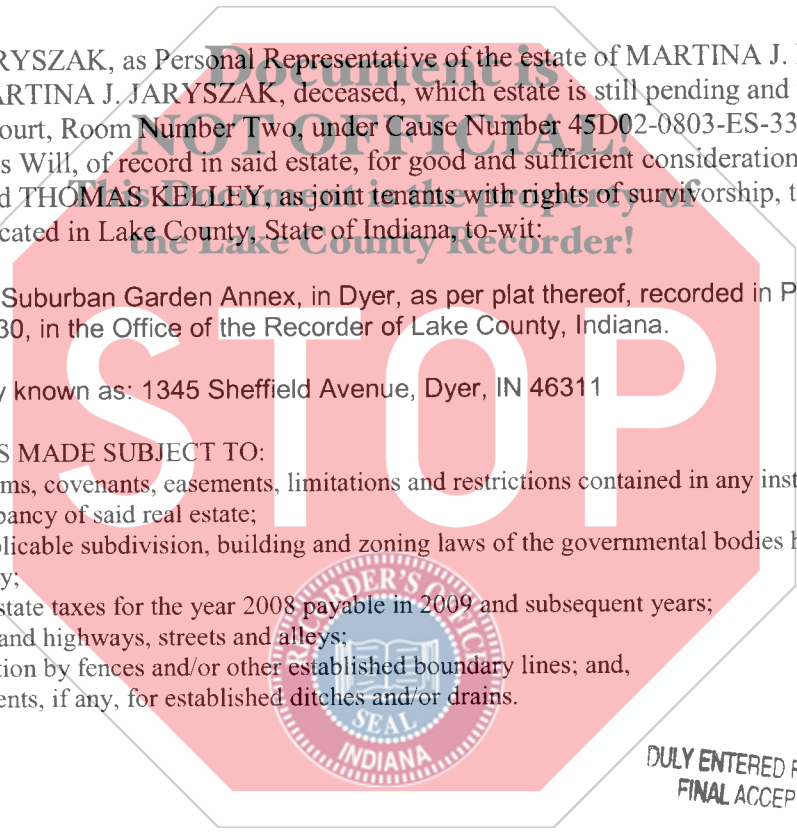 RYSZAK, as Personal Representative of the estate of MARTINA J.
Document is
ARTINA J. JARYSZAK, deceased, which estate is still pending and
NOT OFFICIAL!
ourt, Room Number Two, under Cause Number 45D02-0803-ES-33
s Will, of record in said estate, for good and sufficient consideration
This Document is the property of
d THOMAS KELLEY, as joint tenants with rights of survivorship, t
the Lake County Recorder!
cated in Lake County, State of Indiana, to-wit:
Suburban Garden Annex, in Dyer, as per plat thereof, recorded in P
30, in the Office of the Recorder of Lake County, Indiana.
STOP
y known as: 1345 Sheffield Avenue, Dyer, IN 46311
S MADE SUBJECT TO:
ms, covenants, easements, limitations and restrictions contained in any inst
pancy of said real estate;
plicable subdivision, building and zoning laws of the governmental bodies h
y;
state taxes for the year 2008 payable in 2009 and subsequent years;
and highways, streets and alleys;
tion by fences and/or other established boundary lines; and,
ents, if any, for established ditches and/or drains.
RECORDER'S OFFICE
SEAL
INDIANA
DULY ENTERED F
FINAL ACCEP